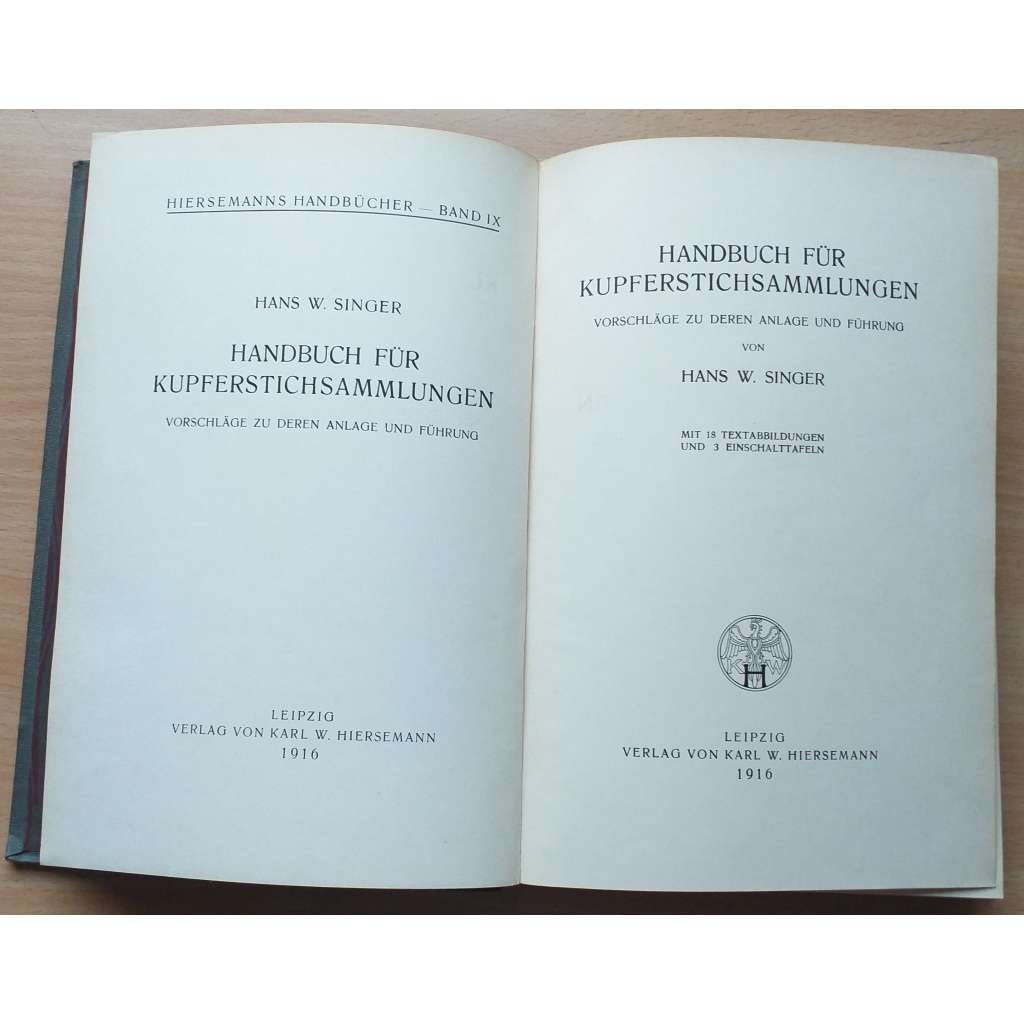 HIERSEMANNS HANDBÜCHER — BAND IX
HANS W. SINGER
HANDBUCH FÜR
KUPFERSTICHSAMMLUNGEN
VORSCHLÄGE ZU DEREN ANLAGE UND FÜHRUNG
LEIPZIG
VERLAG VON KARL W. HIERSEMANN
1916
HANDBUCH FÜR
KUPFERSTICHSAMMLUNGEN
VORSCHLÄGE ZU DEREN ANLAGE UND FÜHRUNG
VON
HANS W. SINGER
MIT 18 TEXTABBILDUNGEN
UND 3 EINSCHALTTAFELN
K H W
LEIPZIG
VERLAG VON KARL W. HIERSEMANN
1916